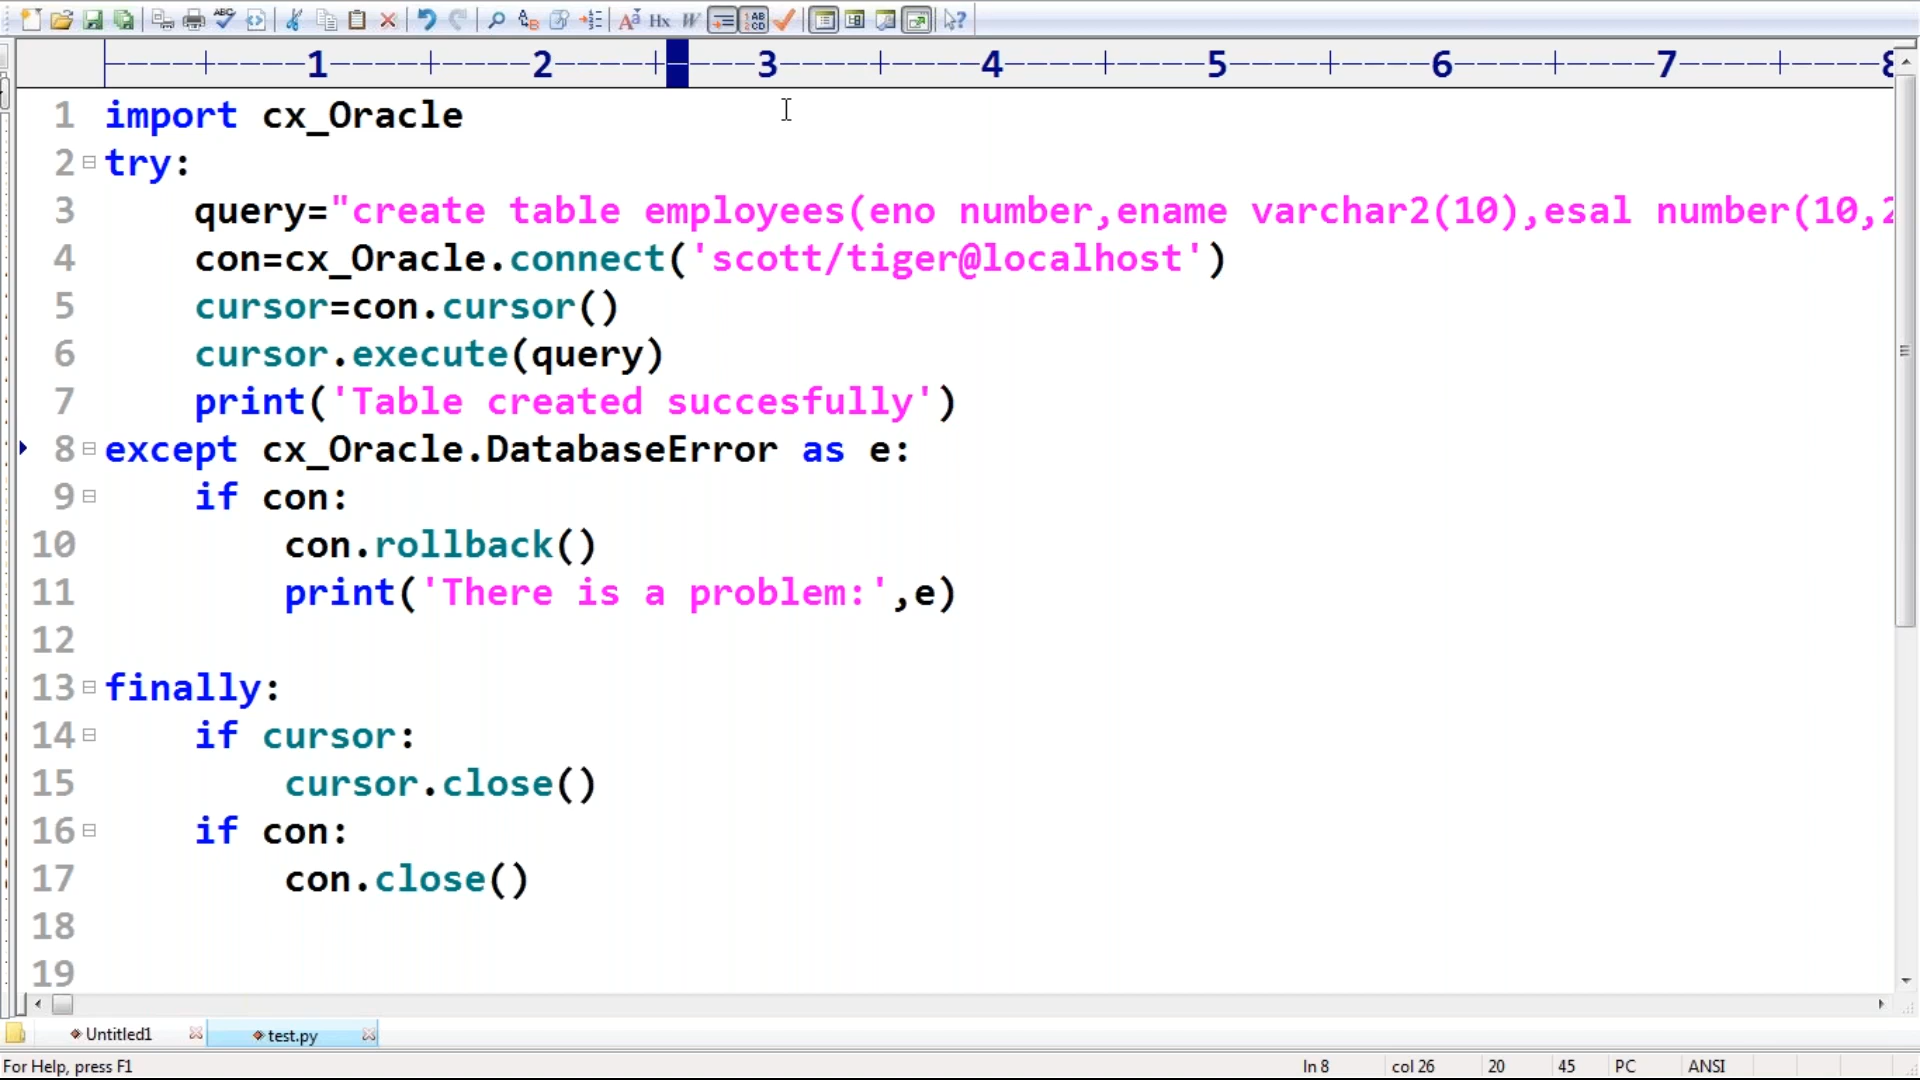 1 2 3 4 5 6 7 8
1 import cx_Oracle
2 try:
3 query="create table employees(eno number,ename varchar2(10),esal number(10,2
4 con=cx_Oracle.connect('scott/tiger@localhost')
5 cursor=con.cursor()
6 cursor.execute(query)
7 print('Table created succesfully')
8 except cx_Oracle.DatabaseError as e:
9 if con:
10 con.rollback()
11 print('There is a problem:',e)
12
13 finally:
14 if cursor:
15 cursor.close()
16 if con:
17 con.close()
18
19
Untitled1 test.py
For Help, press F1 ln 8 col 26 20 45 PC ANSI